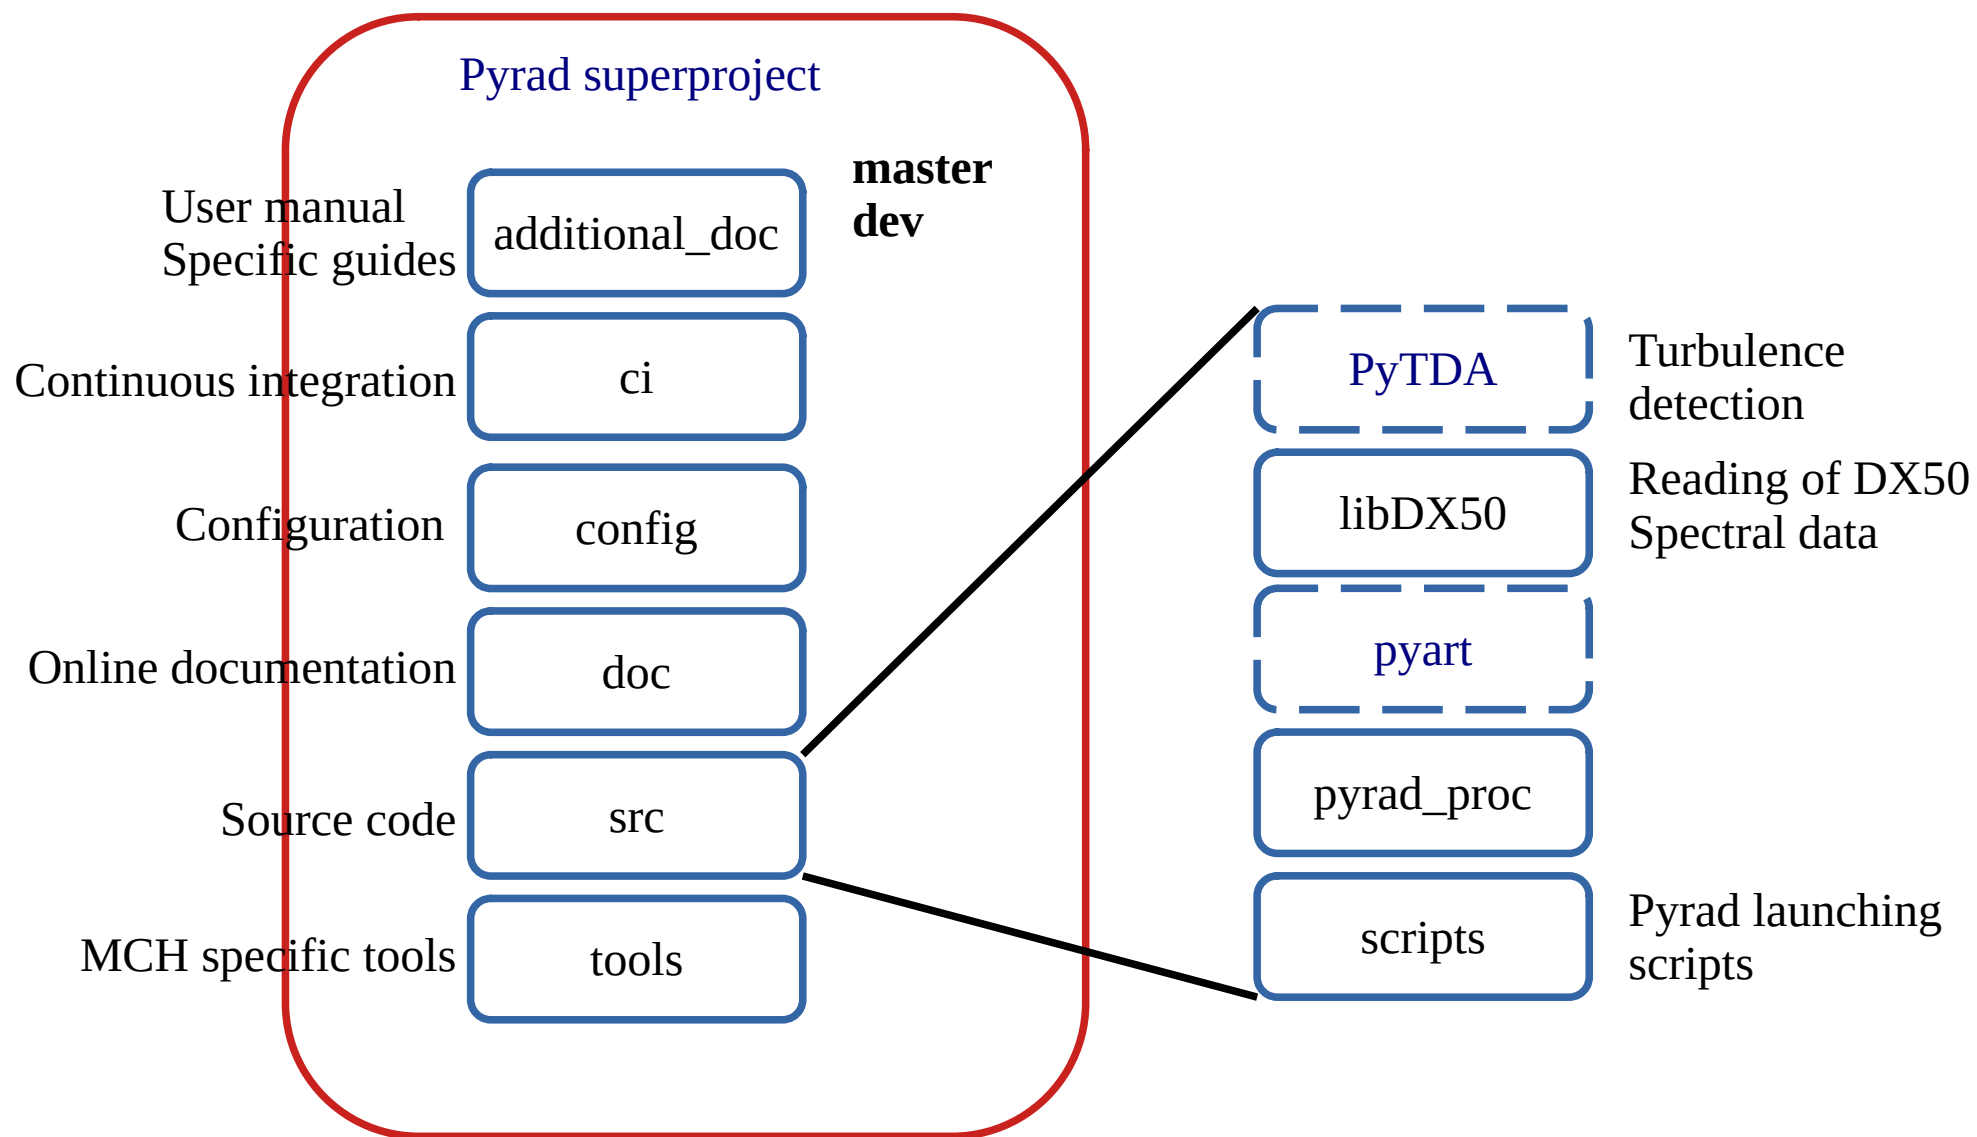 Pyrad superproject
master
dev
User manual
Specific guides
additional_doc
Continuous integration
ci
Configuration
config
Online documentation
doc
Source code
src
MCH specific tools
tools
PyTDA
Turbulence
detection
libDX50
Reading of DX50
Spectral data
pyart
pyrad_proc
scripts
Pyrad launching
scripts